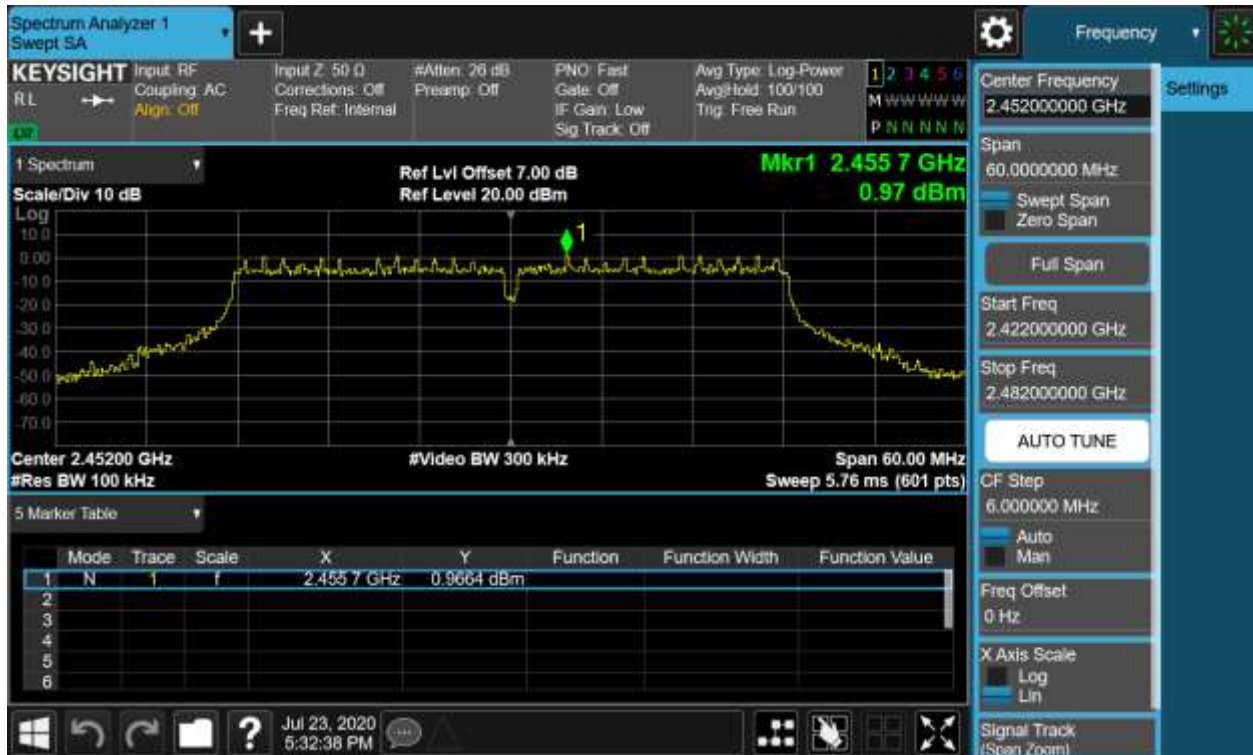 Spectrum Analyzer 1
Swept SA
+
Frequency
KEYSIGHT
RL
Input: RF
Coupling: AC
Align: Off
Input Z: 50 Ω
Corrections: Off
Freq Ref: Internal
#Atten: 26 dB
Preamp: Off
PNO: Fast
Gate: Off
IF Gain: Low
Sig Track: Off
Avg Type: Log-Power
Avg|Hold: 100/100
Trig: Free Run
1 2 3 4 5 6
M W W W W W
P N N N N N
1 Spectrum
Scale/Div 10 dB
Ref Lvl Offset 7.00 dB
Ref Level 20.00 dBm
Mkr1 2.455 7 GHz
0.97 dBm
Log
10.0
0.00
-10.0
-20.0
-30.0
-40.0
-50.0
-60.0
-70.0
1
Center 2.45200 GHz
#Video BW 300 kHz
Span 60.00 MHz
#Res BW 100 kHz
Sweep 5.76 ms (601 pts)
5 Marker Table
Mode Trace Scale X Y Function Function Width Function Value
1 N 1 f 2.455 7 GHz 0.9664 dBm
2
3
4
5
6
?
Jul 23, 2020
5:32:38 PM
Center Frequency
2.452000000 GHz
Settings
Span
60.0000000 MHz
Swept Span
Zero Span
Full Span
Start Freq
2.422000000 GHz
Stop Freq
2.482000000 GHz
AUTO TUNE
CF Step
6.000000 MHz
Auto
Man
Freq Offset
0 Hz
X Axis Scale
Log
Lin
Signal Track
(Span Zoom)